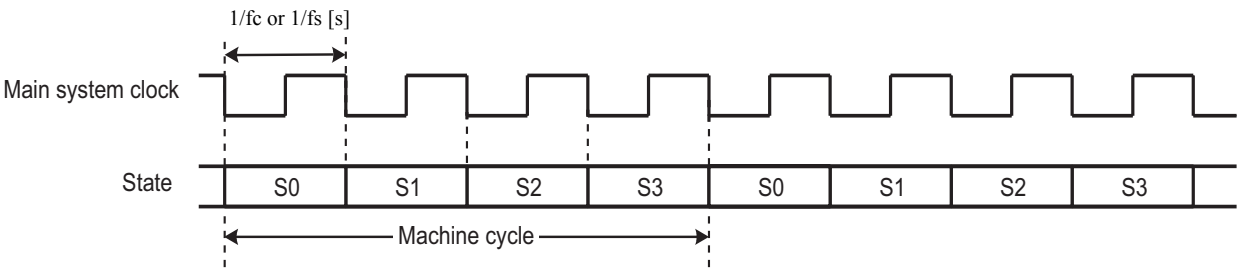 1/fc or 1/fs [s]
Main system clock
State S0 S1 S2 S3 S0 S1 S2 S3
Machine cycle